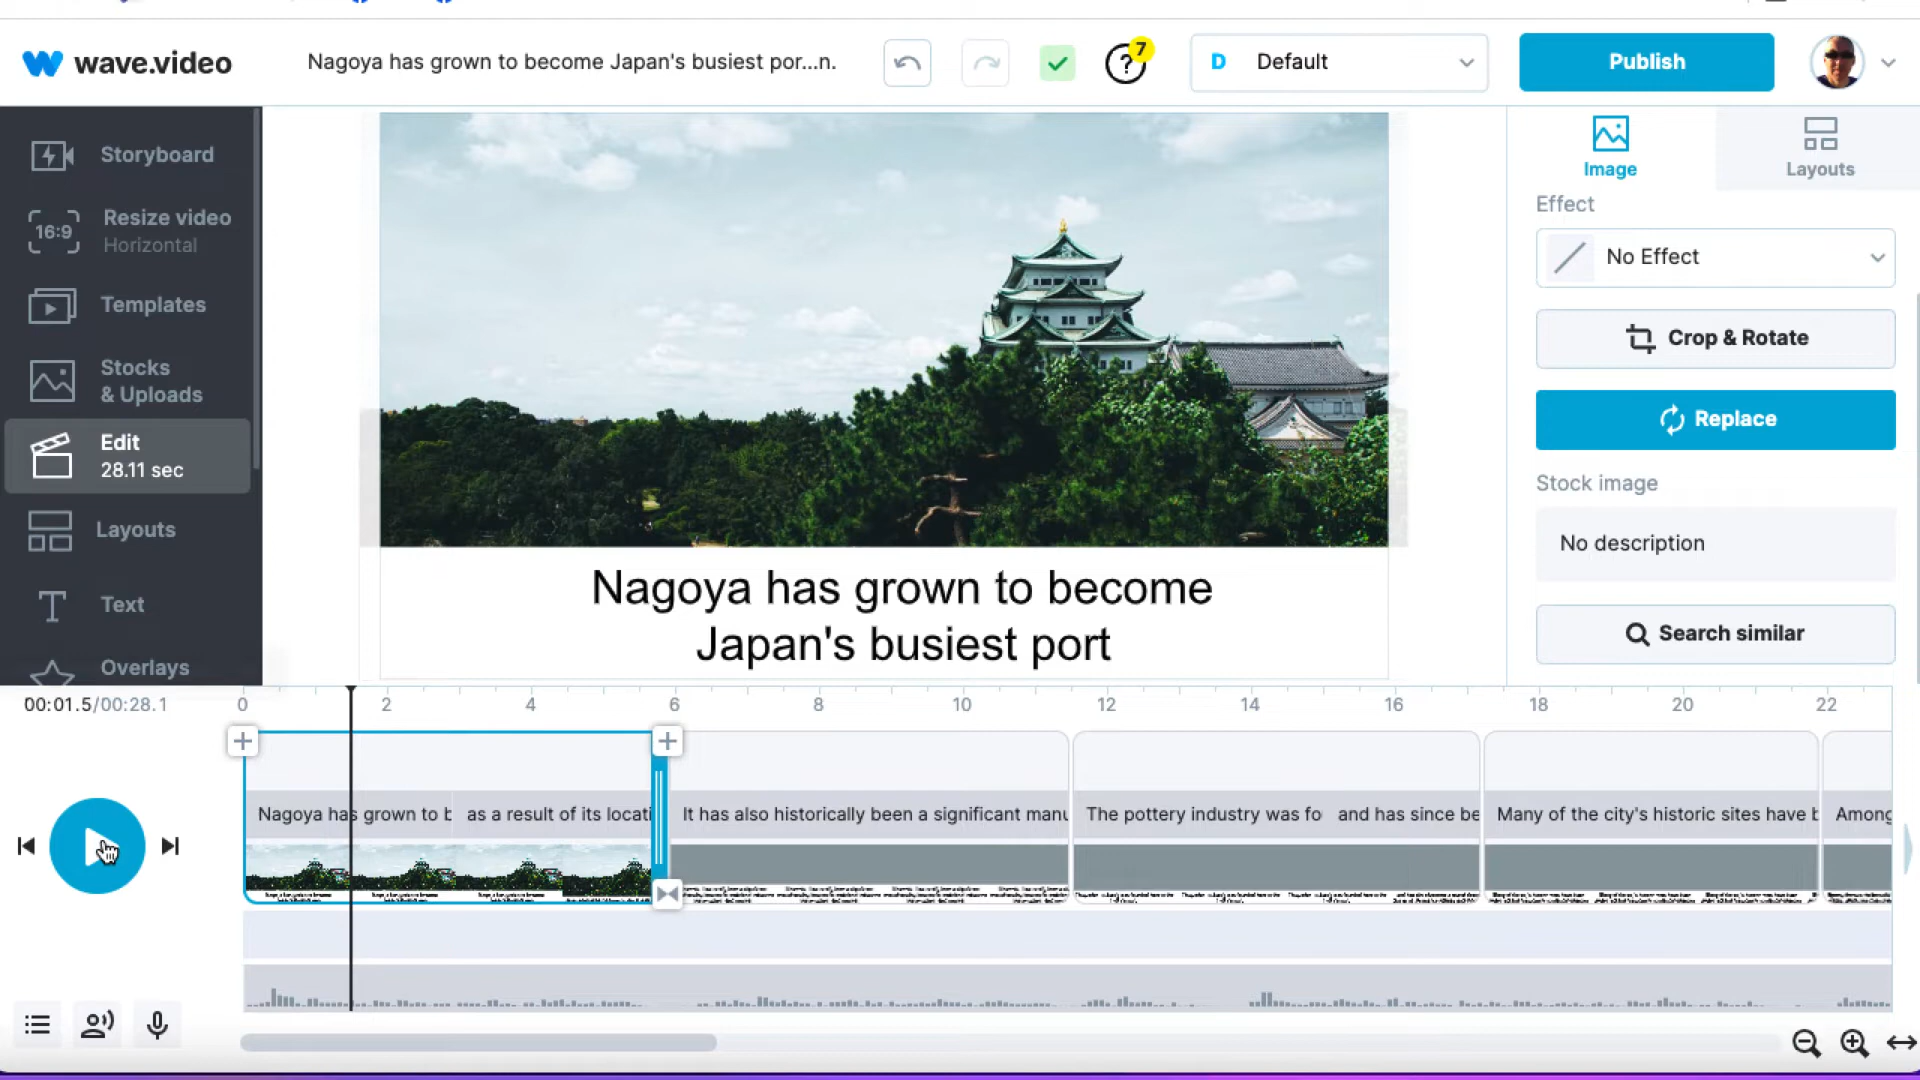 wave.video
Nagoya has grown to become Japan's busiest por...n.
7
?
D Default
Publish
Storyboard
16:9
Resize video
Horizontal
Templates
Stocks
& Uploads
Edit
28.11 sec
Layouts
Text
Overlays
Nagoya has grown to become
Japan's busiest port
Image
Layouts
Effect
No Effect
Crop & Rotate
Replace
Stock image
No description
Search similar
00:01.5/00:28.1
0 2 4 6 8 10 12 14 16 18 20 22
Nagoya has grown to b
as a result of its locati
It has also historically been a significant manu
The pottery industry was fo
and has since be
Many of the city's historic sites have b
Among